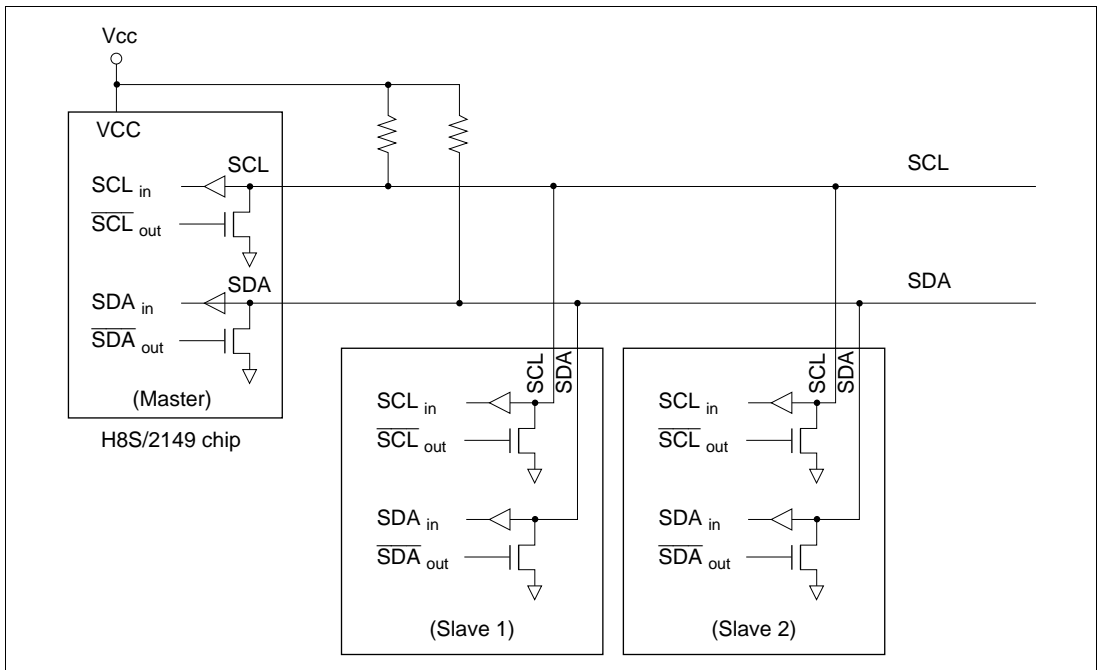 Vcc
VCC
SCL
SCL in
SCL out
SDA
SDA in
SDA out
(Master)
H8S/2149 chip
SCL
SDA
SCL
SDA
SCL in
SCL out
SDA in
SDA out
(Slave 1)
SCL
SDA
SCL in
SCL out
SDA in
SDA out
(Slave 2)